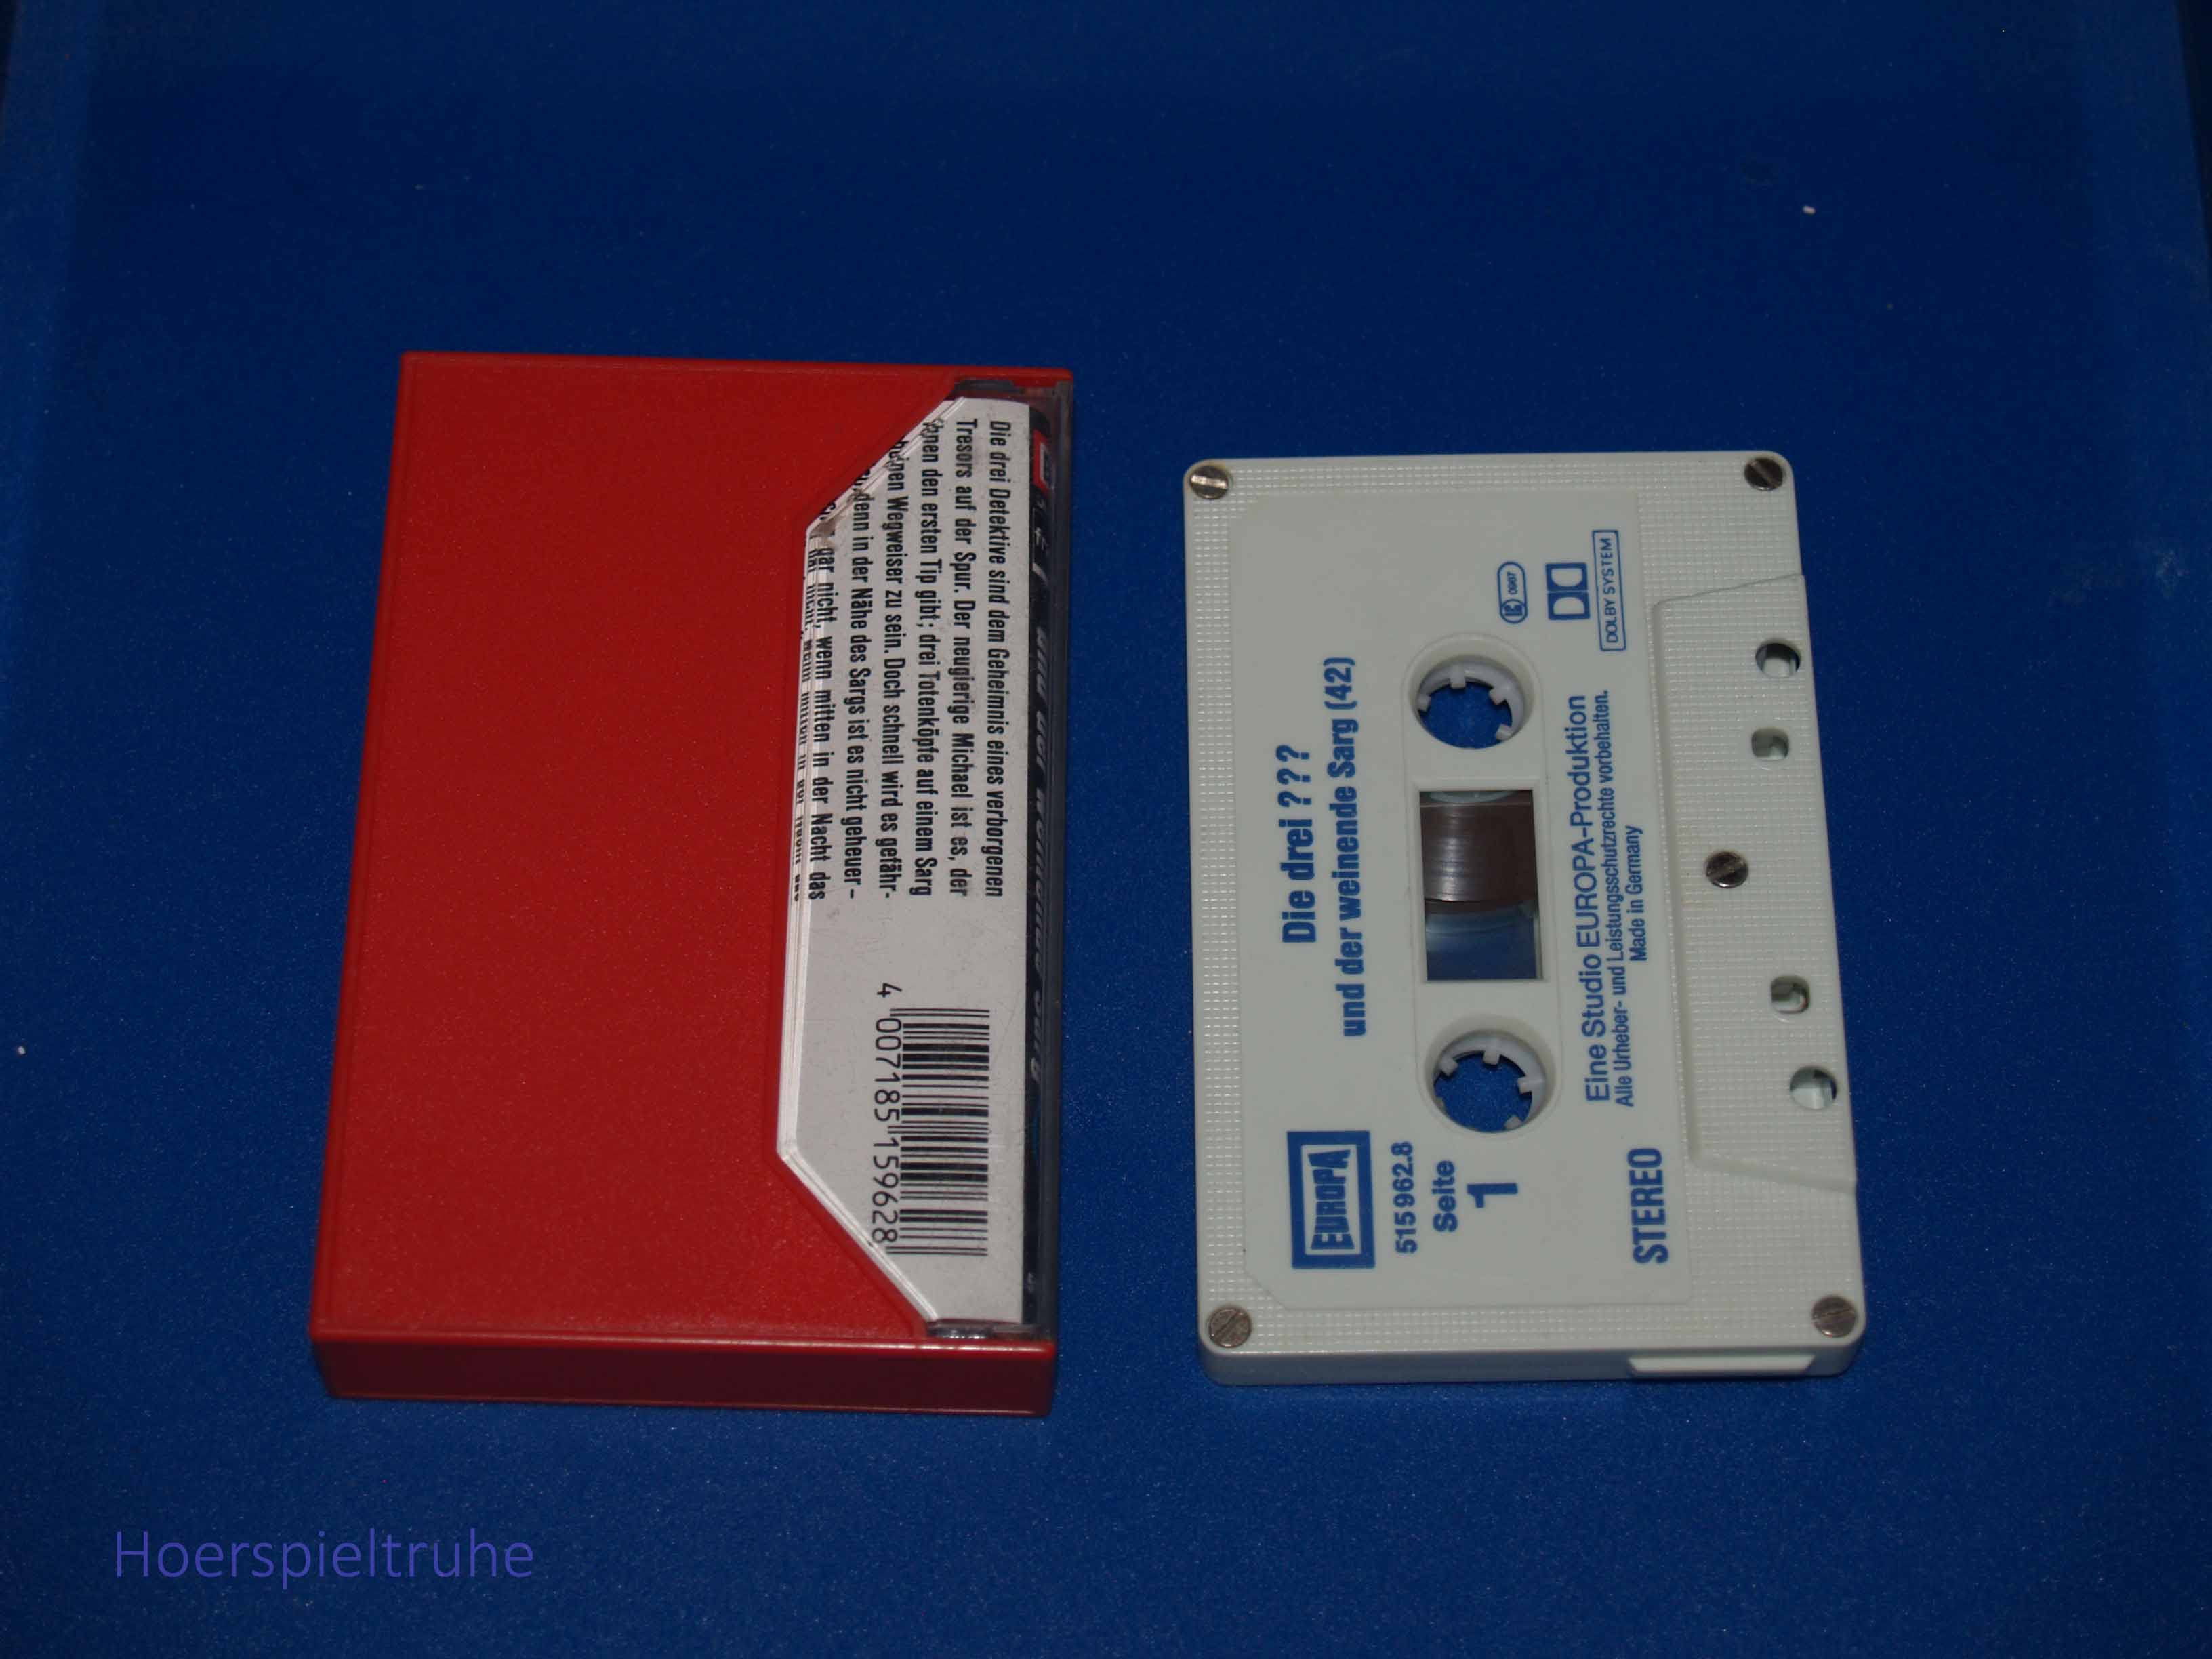 Die drei Detektive sind dem Geheimnis eines verborgenen
Tresors auf der Spur. Der neugierige Michael ist es, der
ihnen den ersten Tip gibt; drei Totenköpfe auf einem Sarg
Wegweiser zu sein. Doch schnell wird es gefähr-
denn in der Nähe des Sargs ist es nicht geheuer –
gar nicht, wenn mitten in der Nacht das
4 007185 159628
Die drei ???
und der weinende Sarg (42)
EUROPA
515 962.8
Seite
1
STEREO
Eine Studio EUROPA-Produktion
Alle Urheber- und Leistungsschutzrechte vorbehalten.
Made in Germany
LC 0067
DOLBY SYSTEM
Hoerspieltruhe